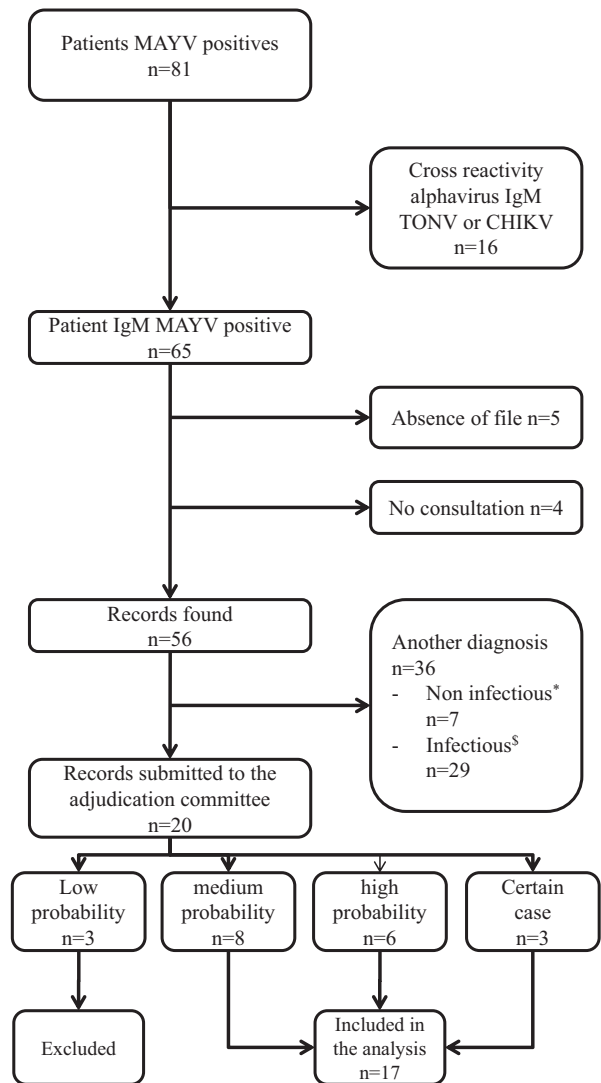 Patients MAYV positives
n=81
Cross reactivity
alphavirus IgM
TONV or CHIKV
n=16
Patient IgM MAYV positive
n=65
Absence of file n=5
No consultation n=4
Records found
n=56
Another diagnosis
n=36
- Non infectious*
n=7
- Infectious$
n=29
Records submitted to the
adjudication committee
n=20
Low
probability
n=3
medium
probability
n=8
high
probability
n=6
Certain
case
n=3
Excluded
Included in
the analysis
n=17